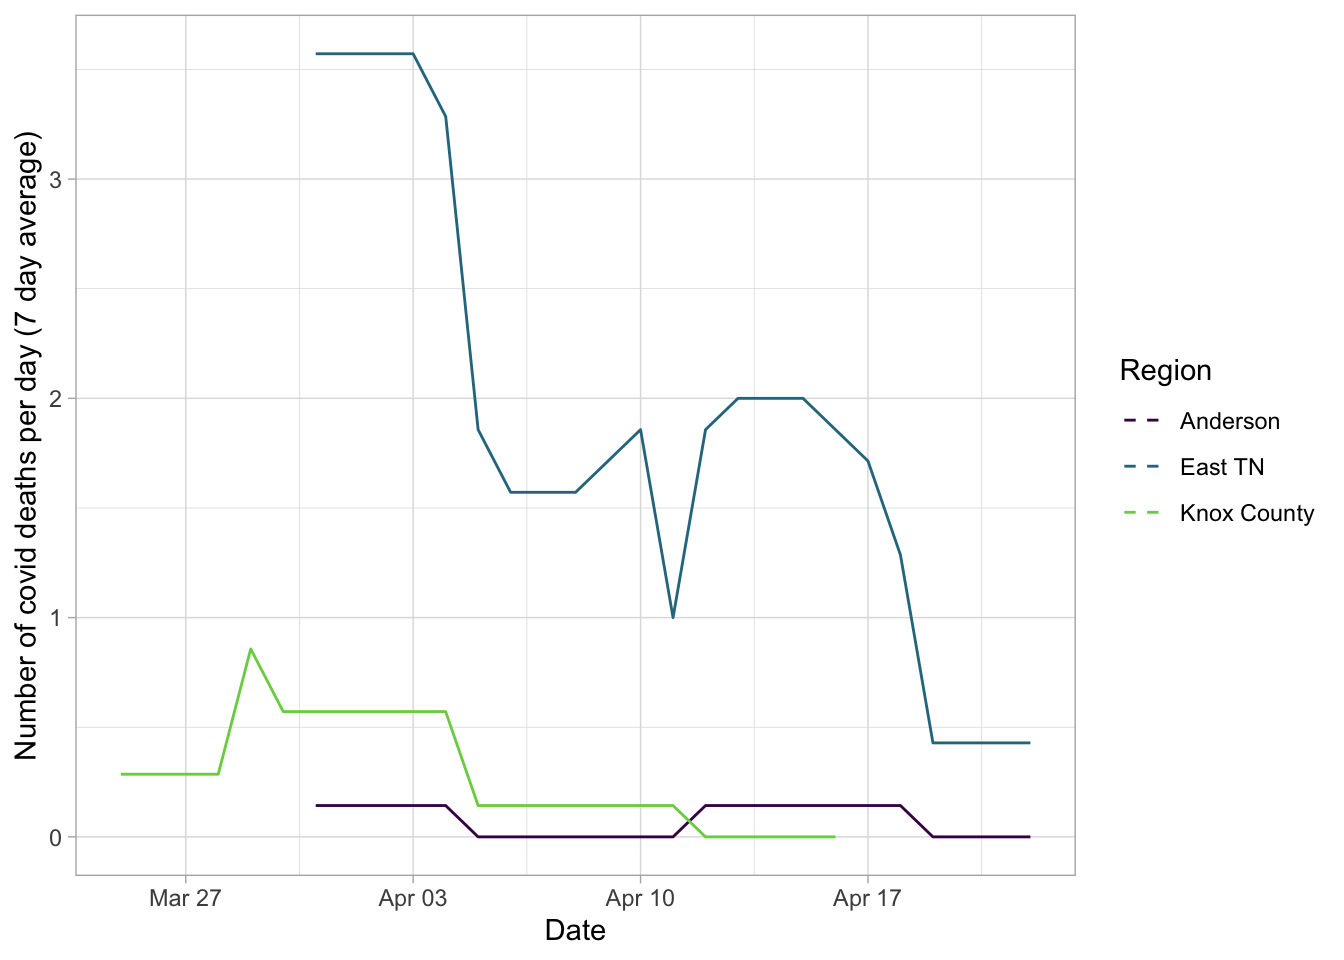 Number of covid deaths per day (7 day average)
3
2
1
0
Mar 27
Apr 03
Apr 10
Apr 17
Date
Region
Anderson
East TN
Knox County